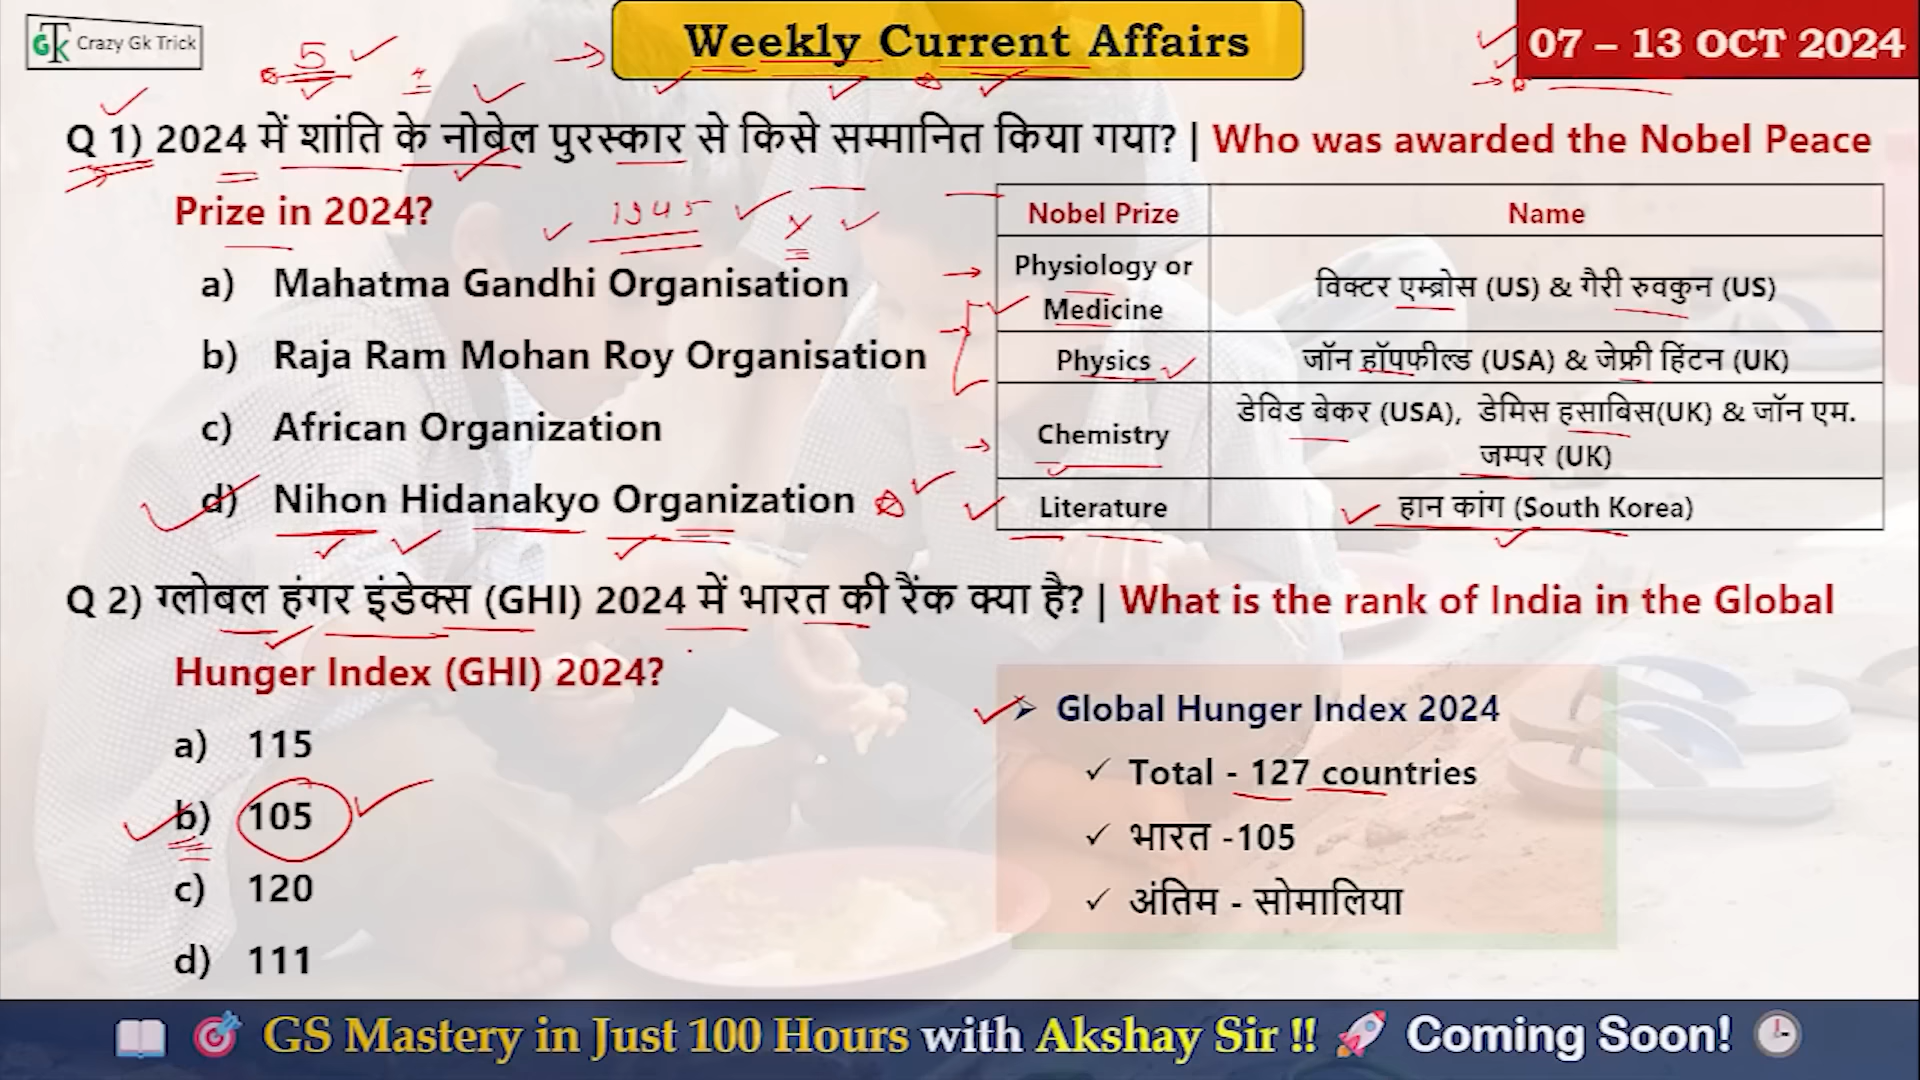 GTK Crazy Gk Trick
Weekly Current Affairs
07 – 13 OCT 2024
5
Q 1) 2024 में शांति के नोबेल पुरस्कार से किसे सम्मानित किया गया? | Who was awarded the Nobel Peace
Prize in 2024?
1945
a) Mahatma Gandhi Organisation
b) Raja Ram Mohan Roy Organisation
c) African Organization
d) Nihon Hidanakyo Organization
Nobel Prize Name
Physiology or
Medicine
विक्टर एम्ब्रोस (US) & गैरी रुवकुन (US)
Physics जॉन हॉपफील्ड (USA) & जेफ्री हिंटन (UK)
Chemistry
डेविड बेकर (USA), डेमिस हसाबिस(UK) & जॉन एम.
जम्पर (UK)
Literature हान कांग (South Korea)
Q 2) ग्लोबल हंगर इंडेक्स (GHI) 2024 में भारत की रैंक क्या है? | What is the rank of India in the Global
Hunger Index (GHI) 2024?
a) 115
b) 105
c) 120
d) 111
Global Hunger Index 2024
Total - 127 countries
भारत -105
अंतिम - सोमालिया
GS Mastery in Just 100 Hours with Akshay Sir !! Coming Soon!